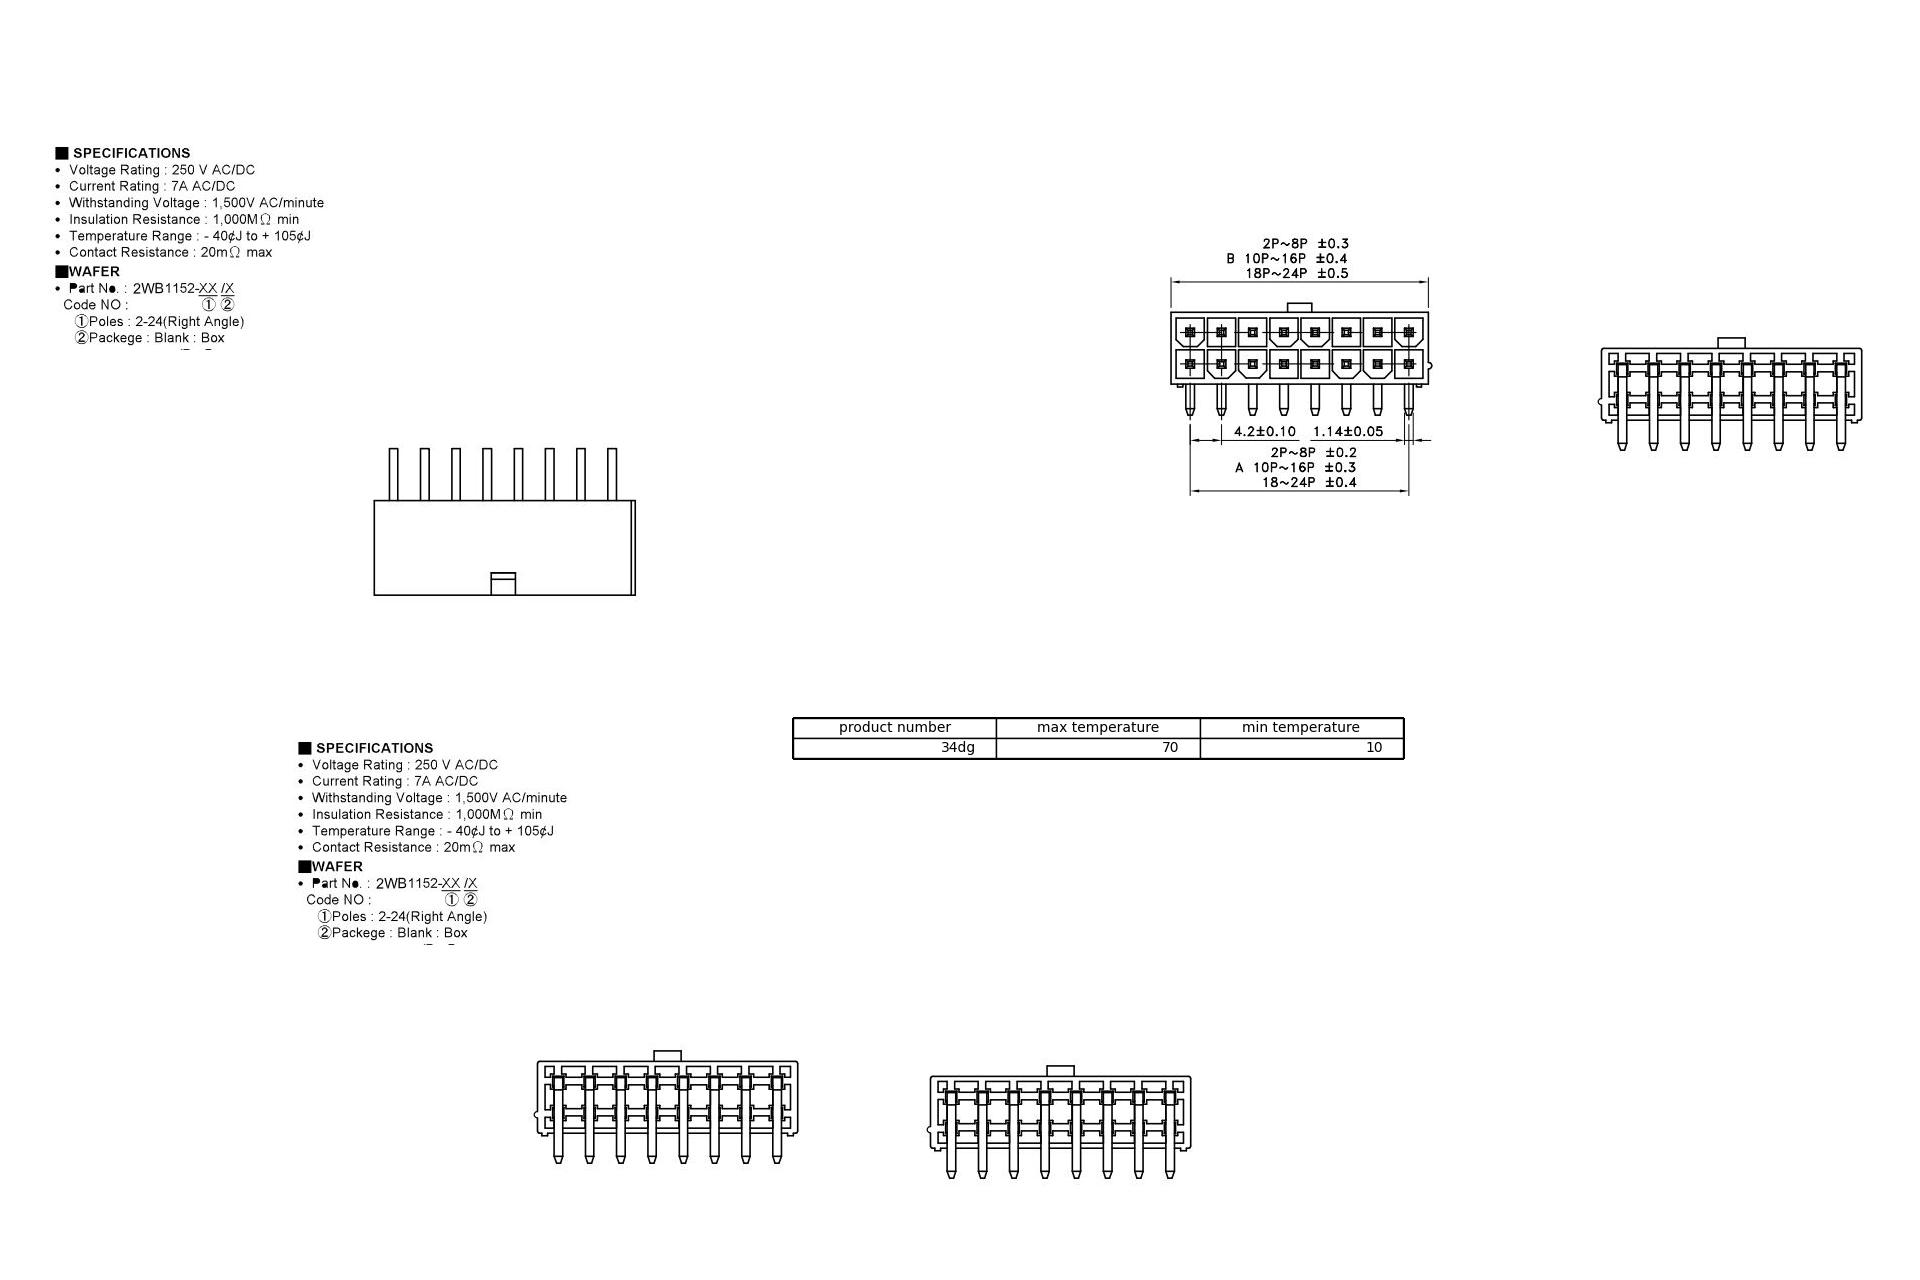 ■ SPECIFICATIONS
• Voltage Rating : 250 V AC/DC
• Current Rating : 7A AC/DC
• Withstanding Voltage : 1,500V AC/minute
• Insulation Resistance : 1,000MΩ min
• Temperature Range : - 40¢J to + 105¢J
• Contact Resistance : 20mΩ max
■WAFER
• Part No. : 2WB1152-XX /X
Code NO : ① ②
①Poles : 2-24(Right Angle)
②Packege : Blank : Box
2P~8P ±0.3
B 10P~16P ±0.4
18P~24P ±0.5
4.2±0.10 1.14±0.05
2P~8P ±0.2
A 10P~16P ±0.3
18~24P ±0.4
product number max temperature min temperature
34dg 70 10
■ SPECIFICATIONS
• Voltage Rating : 250 V AC/DC
• Current Rating : 7A AC/DC
• Withstanding Voltage : 1,500V AC/minute
• Insulation Resistance : 1,000MΩ min
• Temperature Range : - 40¢J to + 105¢J
• Contact Resistance : 20mΩ max
■WAFER
• Part No. : 2WB1152-XX /X
Code NO : ① ②
①Poles : 2-24(Right Angle)
②Packege : Blank : Box